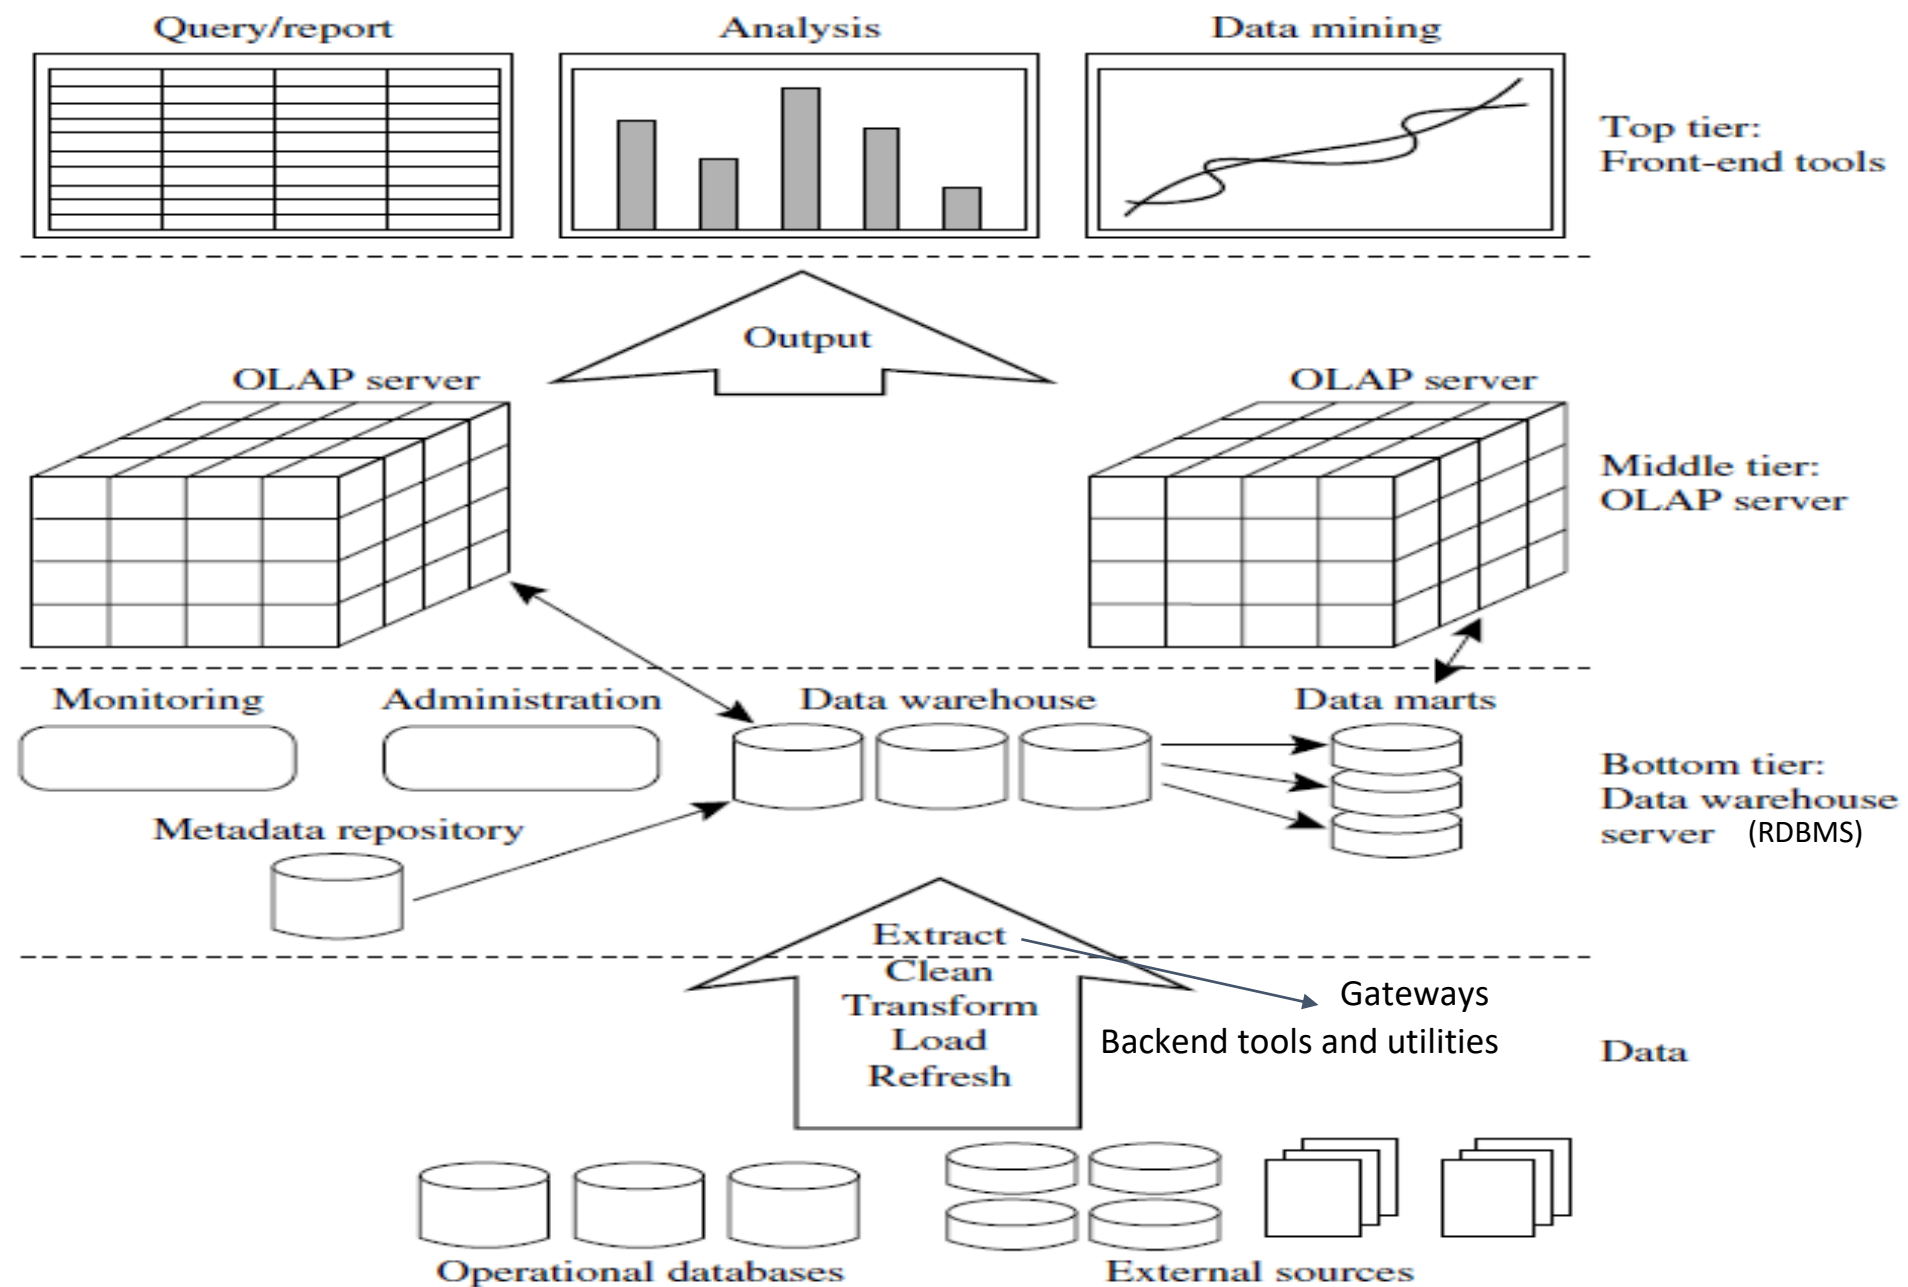 Query/report
Analysis
Data mining
Top tier:
Front-end tools
Output
OLAP server
OLAP server
Middle tier:
OLAP server
Monitoring
Administration
Data warehouse
Data marts
Bottom tier:
Data warehouse
server (RDBMS)
Metadata repository
Extract
Clean
Transform
Load
Refresh
Gateways
Backend tools and utilities
Data
Operational databases
External sources